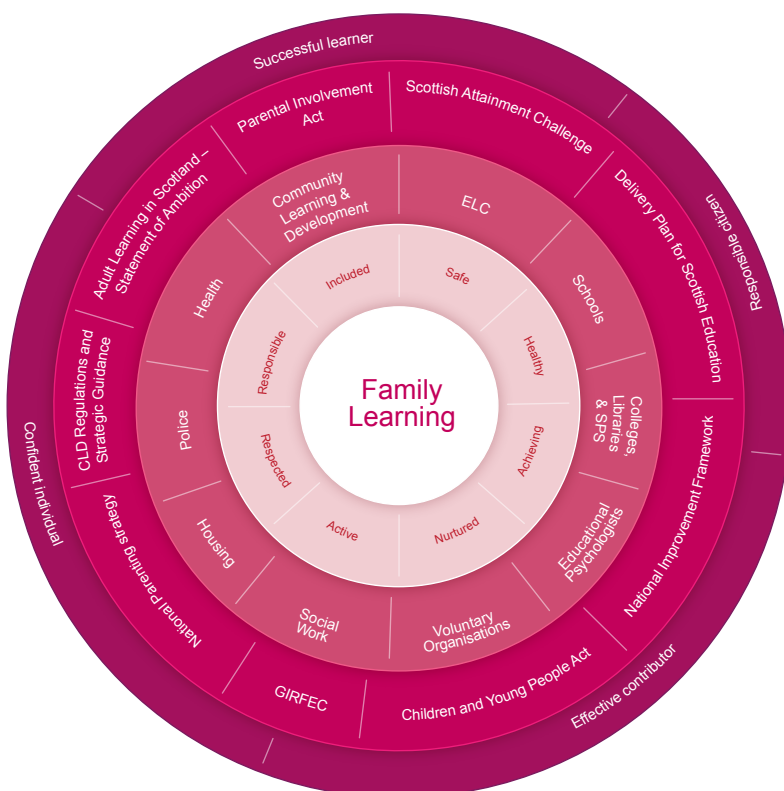 Family
Learning
Safe
Healthy
Achieving
Nurtured
Active
Respected
Responsible
Included
ELC
Schools
Colleges,
Libraries
& SPS
Educational
Psychologists
Voluntary
Organisations
Social
Work
Housing
Police
Health
Community
Learning &
Development
Scottish Attainment Challenge
Delivery Plan for Scottish Education
National Improvement Framework
Children and Young People Act
GIRFEC
National Parenting strategy
CLD Regulations and
Strategic Guidance
Adult Learning in Scotland –
Statement of Ambition
Parental Involvement
Act
Successful learner
Responsible citizen
Effective contributor
Confident individual